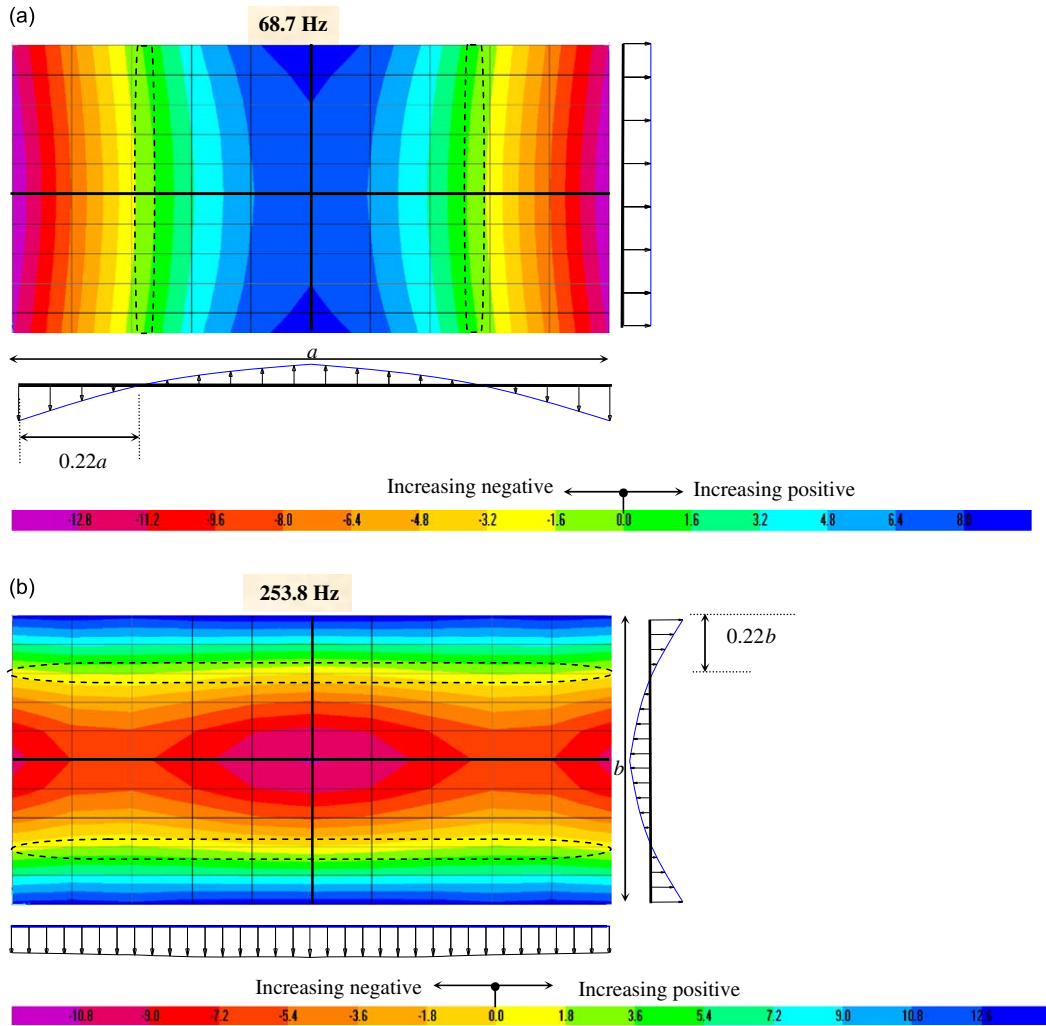 (a)
68.7 Hz
a
0.22a
Increasing negative Increasing positive
-12.8 -11.2 -9.6 -8.0 -6.4 -4.8 -3.2 -1.6 0.0 1.6 3.2 4.8 6.4 8.0
(b)
253.8 Hz
0.22b
b
Increasing negative Increasing positive
-10.8 -9.0 -7.2 -5.4 -3.6 -1.8 0.0 1.8 3.6 5.4 7.2 9.0 10.8 12.6